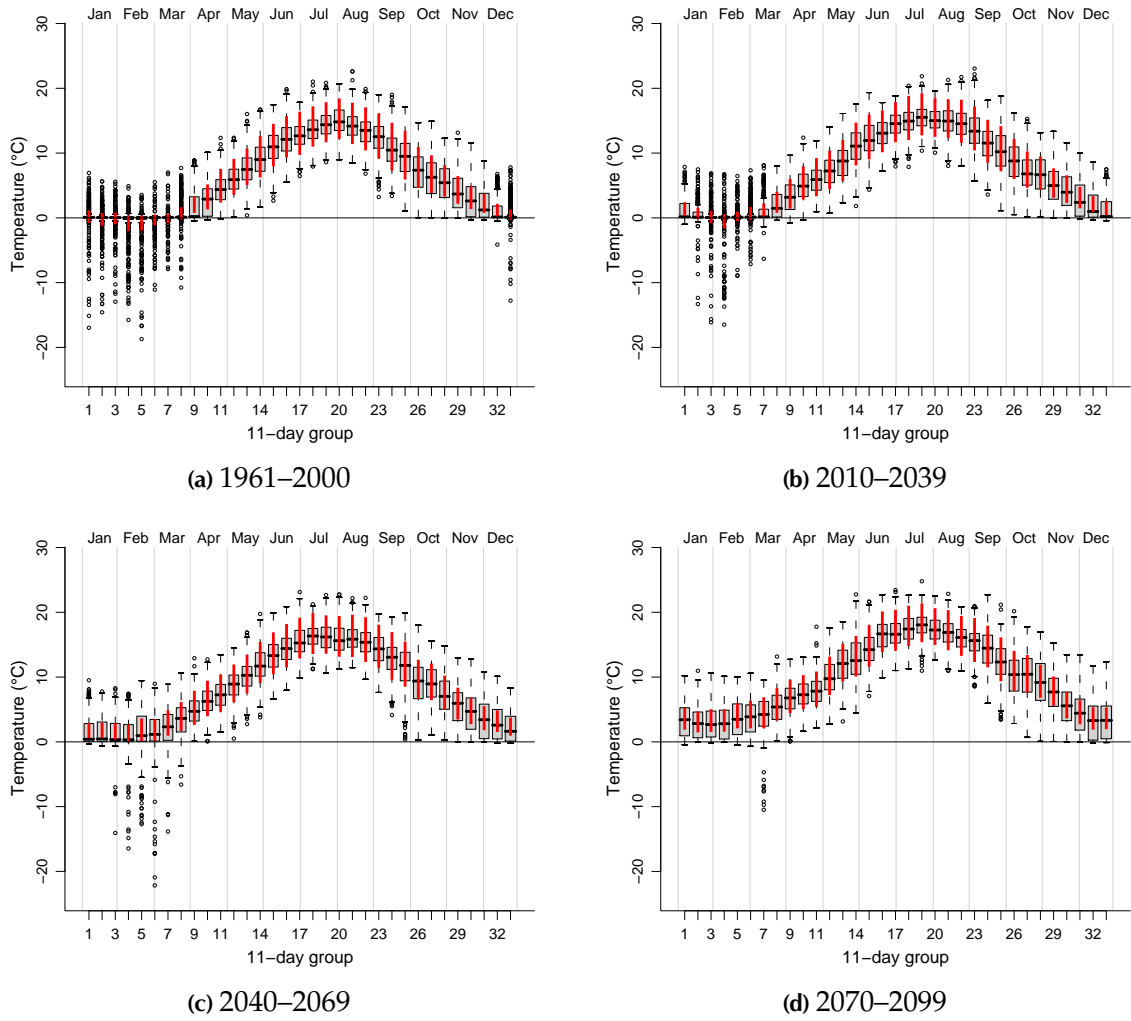 Jan Feb Mar Apr May Jun Jul Aug Sep Oct Nov Dec
30
20
10
0
−10
−20
Temperature (°C)
1 3 5 7 9 11 14 17 20 23 26 29 32
11−day group
(a) 1961–2000
Jan Feb Mar Apr May Jun Jul Aug Sep Oct Nov Dec
30
20
10
0
−10
−20
Temperature (°C)
1 3 5 7 9 11 14 17 20 23 26 29 32
11−day group
(b) 2010–2039
Jan Feb Mar Apr May Jun Jul Aug Sep Oct Nov Dec
30
20
10
0
−10
−20
Temperature (°C)
1 3 5 7 9 11 14 17 20 23 26 29 32
11−day group
(c) 2040–2069
Jan Feb Mar Apr May Jun Jul Aug Sep Oct Nov Dec
30
20
10
0
−10
−20
Temperature (°C)
1 3 5 7 9 11 14 17 20 23 26 29 32
11−day group
(d) 2070–2099